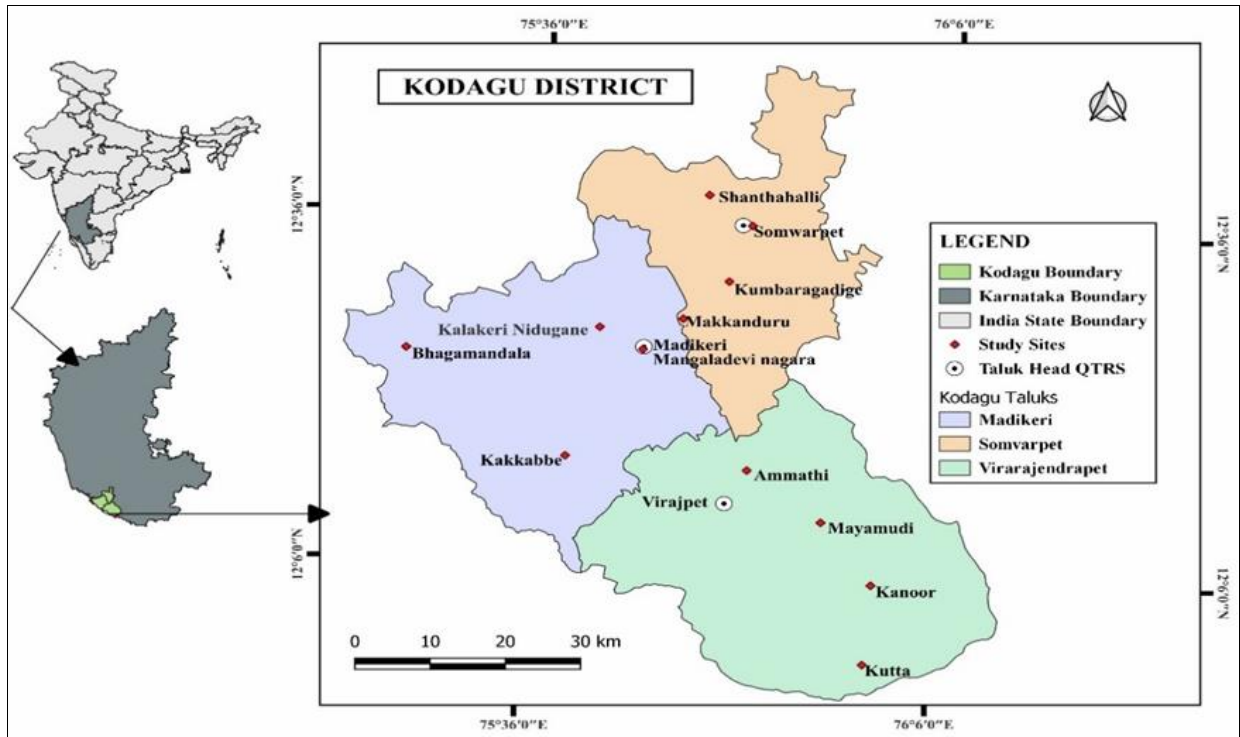 75°36'0"E
76°6'0"E
KODAGU DISTRICT
12°36'0"N
12°36'0"N
Shanthahalli
Somwarpet
Kumbaragadige
Makkanduru
Kalakeri Nidugane
Madikeri
Bhagamandala
Mangaladevi nagara
Kakkabbe
Ammathi
Virajpet
Mayamudi
Kanoor
Kutta
LEGEND
Kodagu Boundary
Karnataka Boundary
India State Boundary
Study Sites
Taluk Head QTRS
Kodagu Taluks
Madikeri
Somvarpet
Virarajendrapet
12°6'0"N
12°6'0"N
0 10 20 30 km
75°36'0"E
76°6'0"E